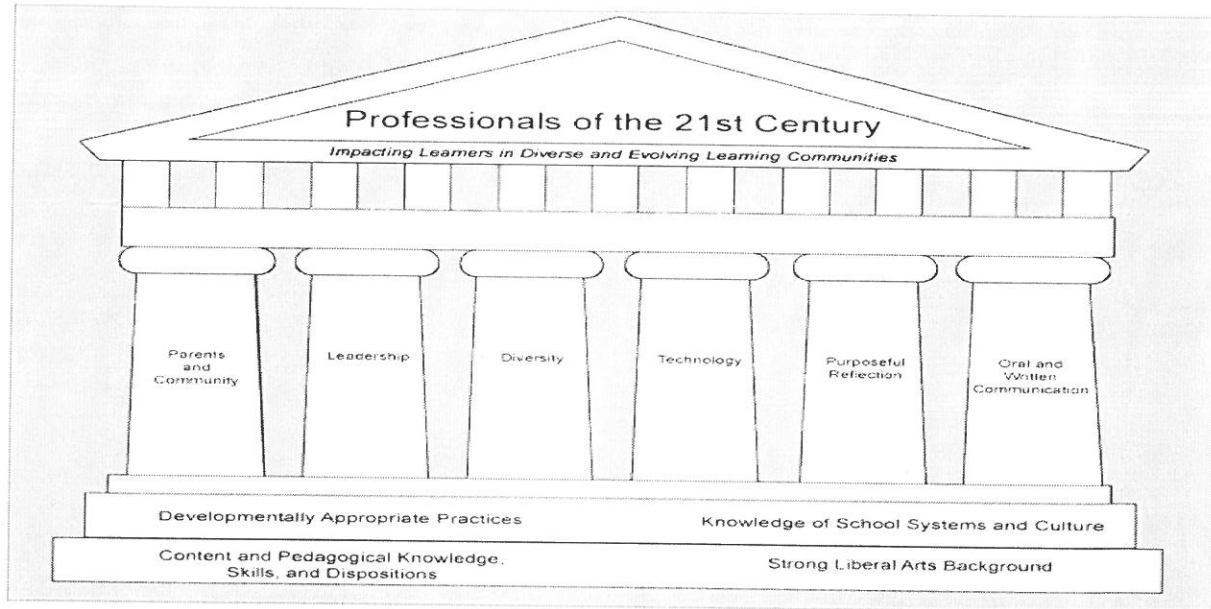 Professionals of the 21st Century
Impacting Learners in Diverse and Evolving Learning Communities
Parents
and
Community
Leadership
Diversity
Technology
Purposeful
Reflection
Oral and
Written
Communication
Developmentally Appropriate Practices
Knowledge of School Systems and Culture
Content and Pedagogical Knowledge,
Skills, and Dispositions
Strong Liberal Arts Background